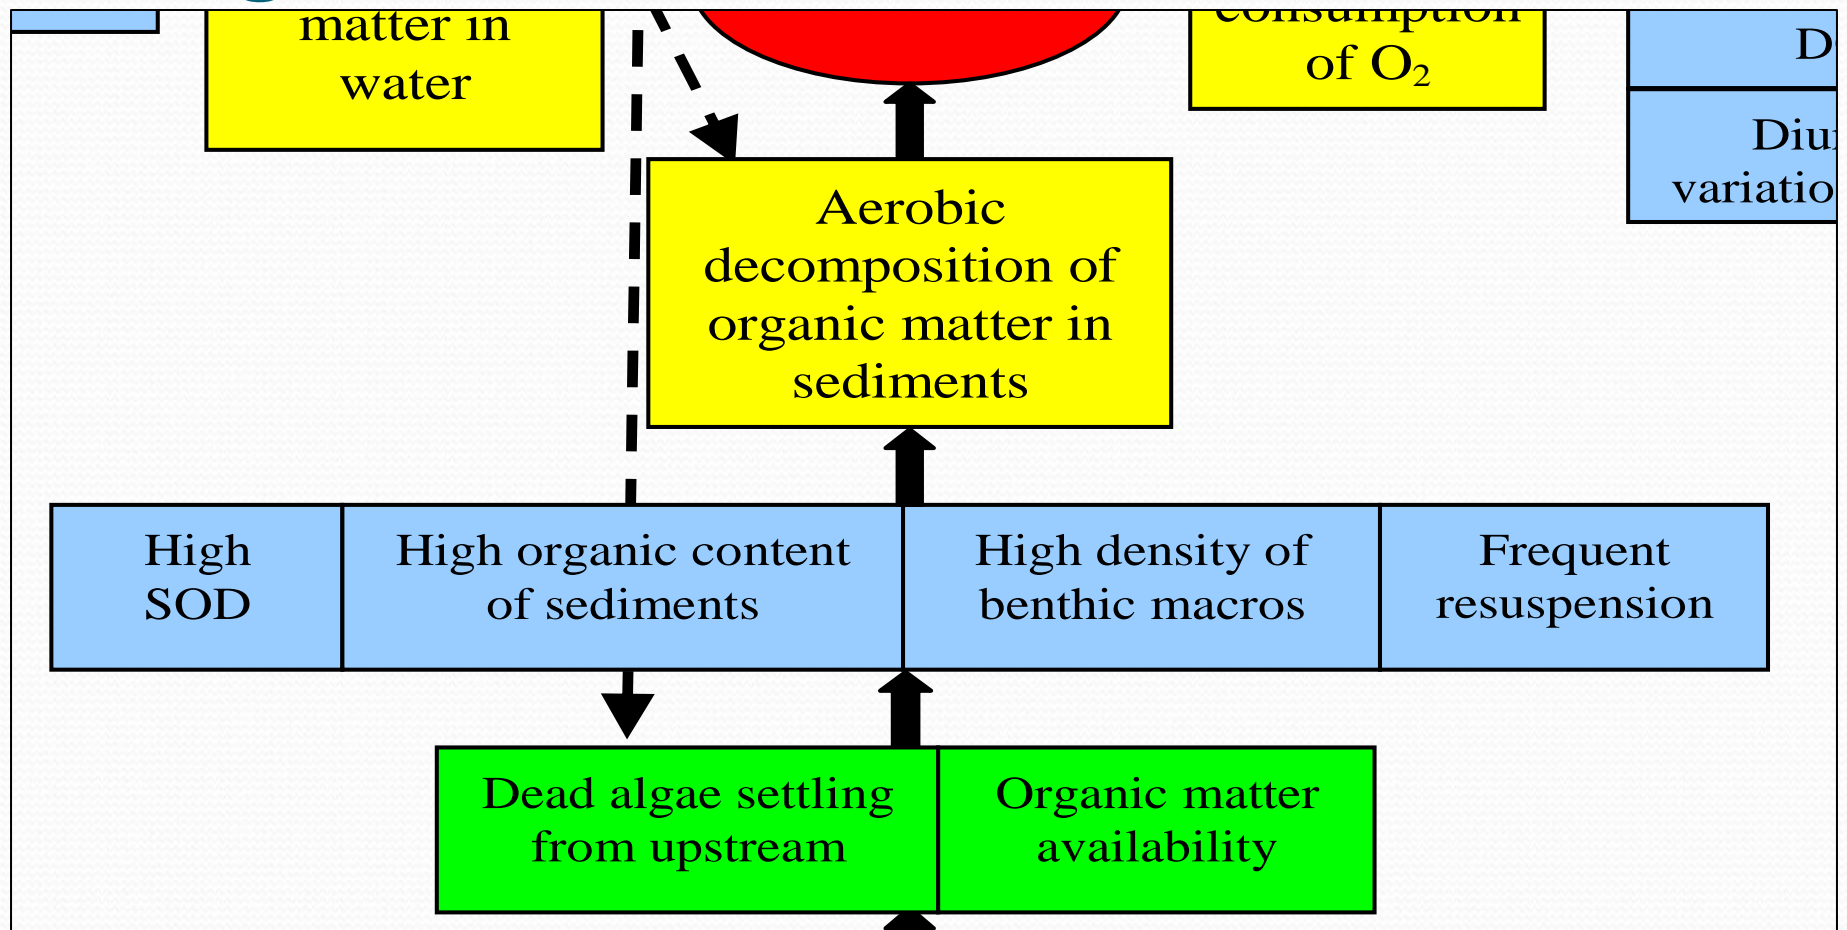 matter in
water
consumption
of O₂
Aerobic
decomposition of
organic matter in
sediments
High
SOD
High organic content
of sediments
High density of
benthic macros
Frequent
resuspension
Dead algae settling
from upstream
Organic matter
availability